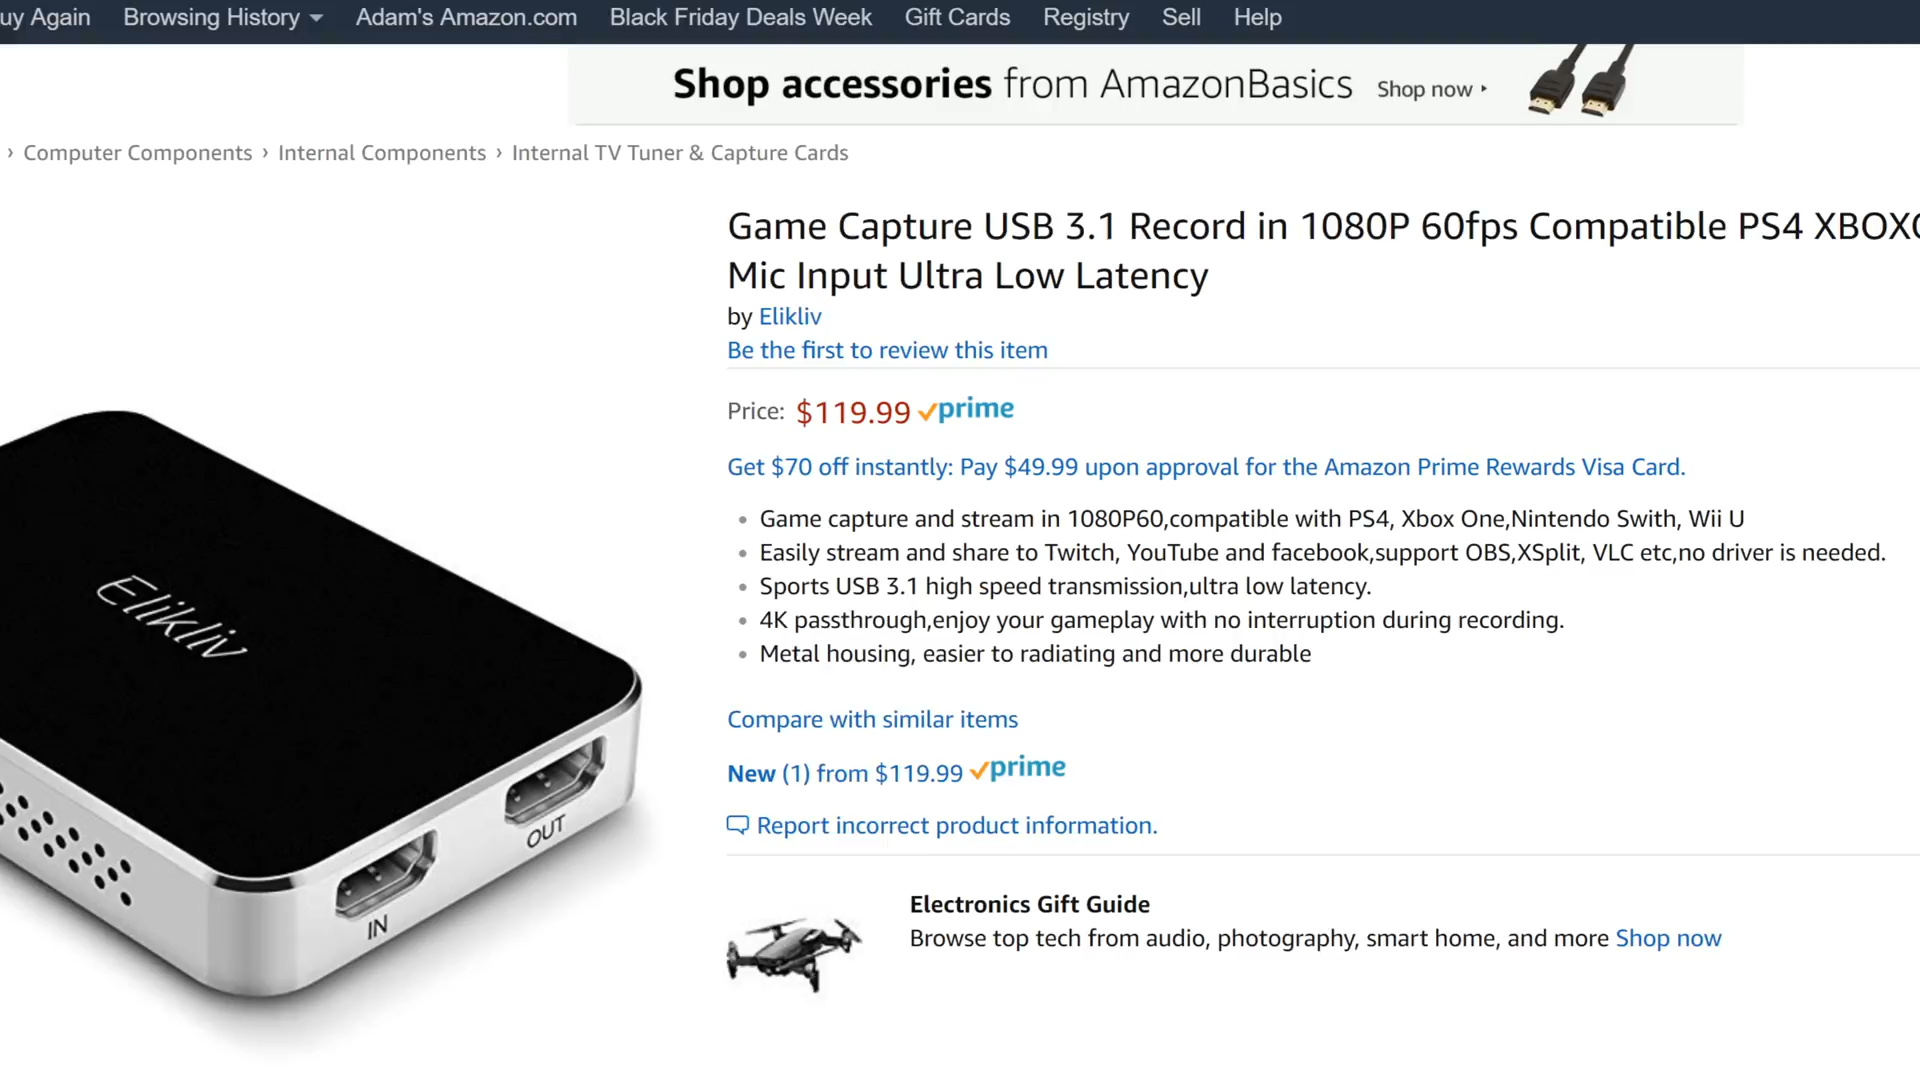 uy Again Browsing History Adam's Amazon.com Black Friday Deals Week Gift Cards Registry Sell Help
Shop accessories from AmazonBasics Shop now
› Computer Components › Internal Components › Internal TV Tuner & Capture Cards
Game Capture USB 3.1 Record in 1080P 60fps Compatible PS4 XBOX
Mic Input Ultra Low Latency
by Elikliv
Be the first to review this item
Price: $119.99 prime
Get $70 off instantly: Pay $49.99 upon approval for the Amazon Prime Rewards Visa Card.
• Game capture and stream in 1080P60,compatible with PS4, Xbox One,Nintendo Swith, Wii U
• Easily stream and share to Twitch, YouTube and facebook,support OBS,XSplit, VLC etc,no driver is needed.
• Sports USB 3.1 high speed transmission,ultra low latency.
• 4K passthrough,enjoy your gameplay with no interruption during recording.
• Metal housing, easier to radiating and more durable
Compare with similar items
New (1) from $119.99 prime
Report incorrect product information.
Electronics Gift Guide
Browse top tech from audio, photography, smart home, and more Shop now
Elikliv
OUT
IN